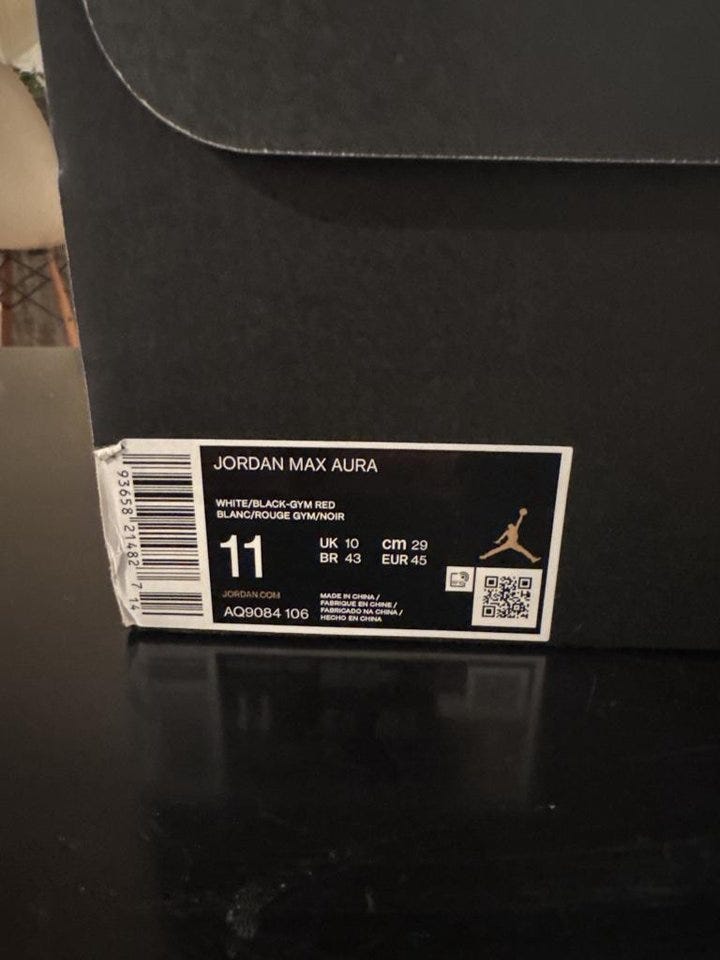 JORDAN MAX AURA
WHITE/BLACK-GYM RED
BLANC/ROUGE GYM/NOIR
11
UK 10 cm 29
BR 43 EUR 45
JORDAN.COM
AQ9084 106
MADE IN CHINA /
FABRIQUE EN CHINE /
FABRICADO NA CHINA /
HECHO EN CHINA
93658 21482 7 14